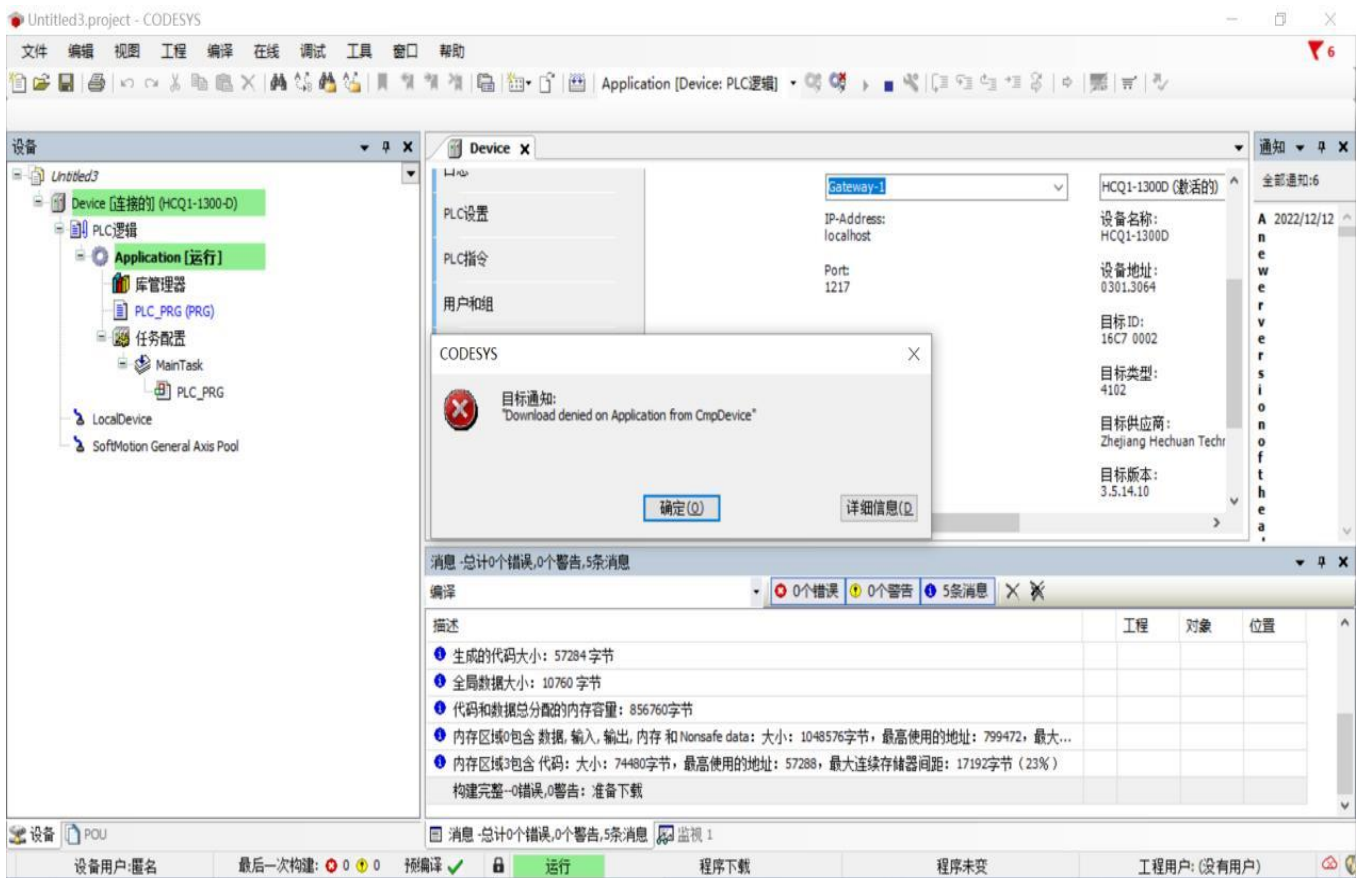 Untitled3.project - CODESYS
文件 编辑 视图 工程 编译 在线 调试 工具 窗口 帮助
6
Application [Device: PLC逻辑]
设备
Device
通知
Untitled3
Device [连接的] (HCQ1-1300-D)
PLC逻辑
Application [运行]
库管理器
PLC_PRG (PRG)
任务配置
MainTask
PLC_PRG
LocalDevice
SoftMotion General Axis Pool
PLC设置
PLC指令
用户和组
Gateway-1
IP-Address:
localhost
Port:
1217
HCQ1-1300D (激活的)
设备名称:
HCQ1-1300D
设备地址:
0301.3064
目标ID:
16C7 0002
目标类型:
4102
目标供应商:
Zhejiang Hechuan Techr
目标版本:
3.5.14.10
全部通知:6
A 2022/12/12
n
e
w
e
r
v
e
r
s
i
o
n
o
f
t
h
e
a
CODESYS
目标通知:
"Download denied on Application from CmpDevice"
确定(O)
详细信息(D
消息 -总计0个错误,0个警告,5条消息
编译
0个错误 0个警告 5条消息
描述 工程 对象 位置
生成的代码大小: 57284 字节
全局数据大小: 10760 字节
代码和数据总分配的内存容量: 856760字节
内存区域0包含 数据, 输入, 输出, 内存 和 Nonsafe data: 大小: 1048576字节, 最高使用的地址: 799472, 最大...
内存区域3包含 代码: 大小: 74480字节, 最高使用的地址: 57288, 最大连续存储器间距: 17192字节 (23%)
构建完整--0错误,0警告: 准备下载
设备 POU
消息 -总计0个错误,0个警告,5条消息 监视 1
设备用户:匿名 最后一次构建: 0 0 预编译 运行 程序下载 程序未变 工程用户: (没有用户)